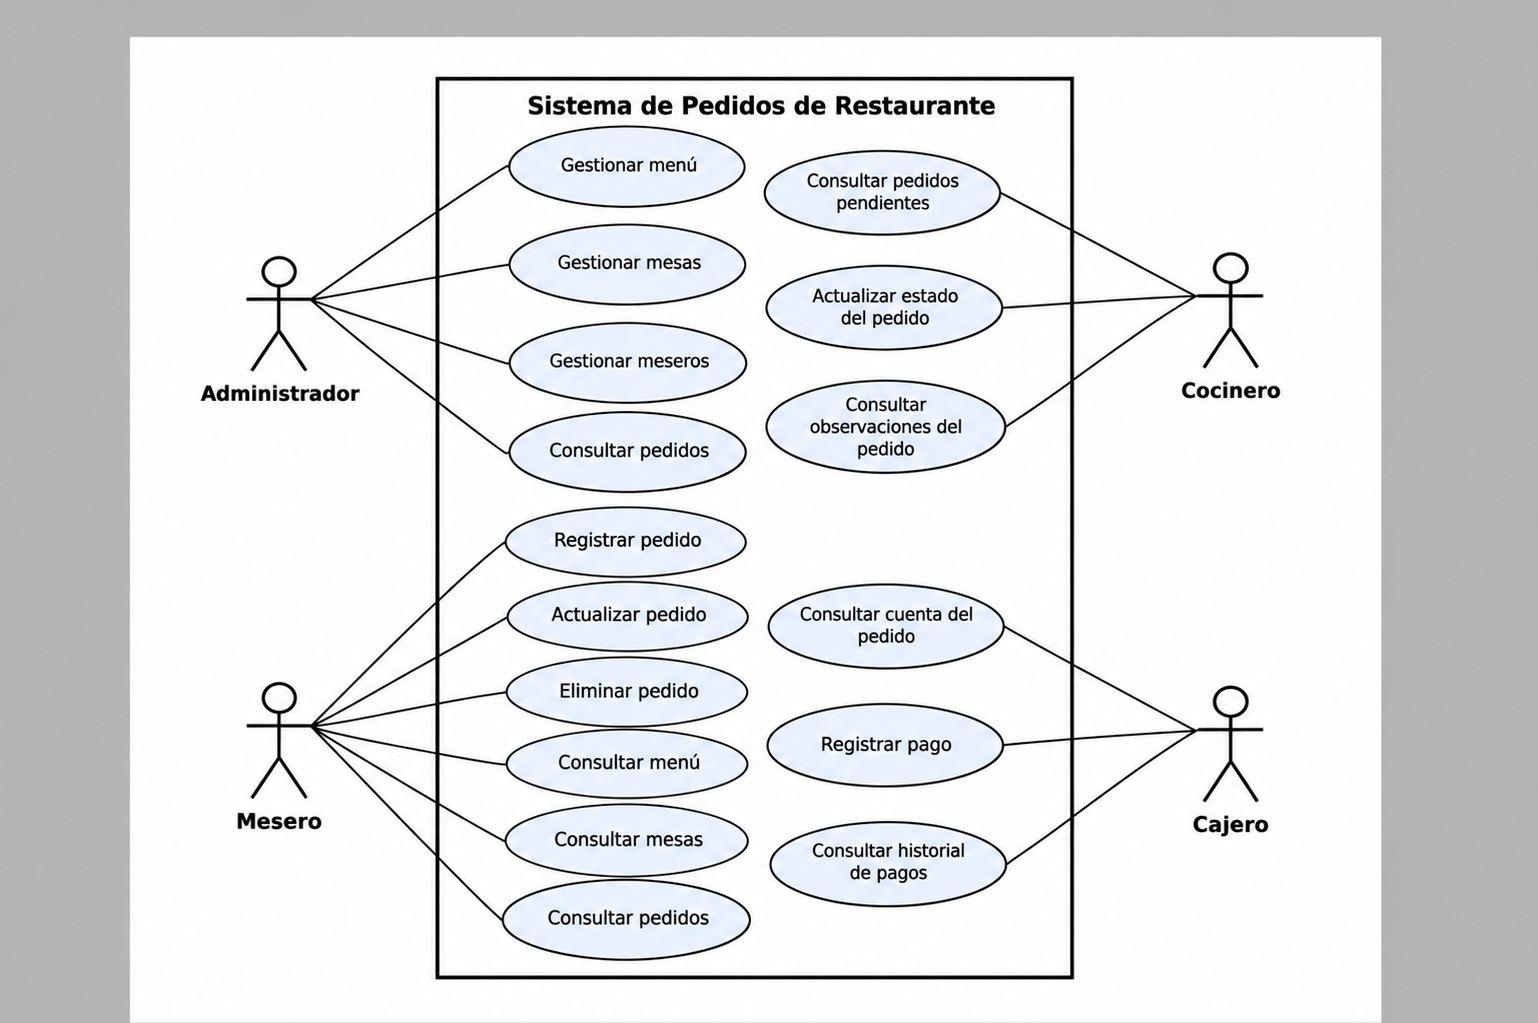 Sistema de Pedidos de Restaurante
Gestionar menú
Gestionar mesas
Gestionar meseros
Consultar pedidos
Registrar pedido
Actualizar pedido
Eliminar pedido
Consultar menú
Consultar mesas
Consultar pedidos
Consultar pedidos
pendientes
Actualizar estado
del pedido
Consultar
observaciones del
pedido
Consultar cuenta del
pedido
Registrar pago
Consultar historial
de pagos
Administrador
Mesero
Cocinero
Cajero